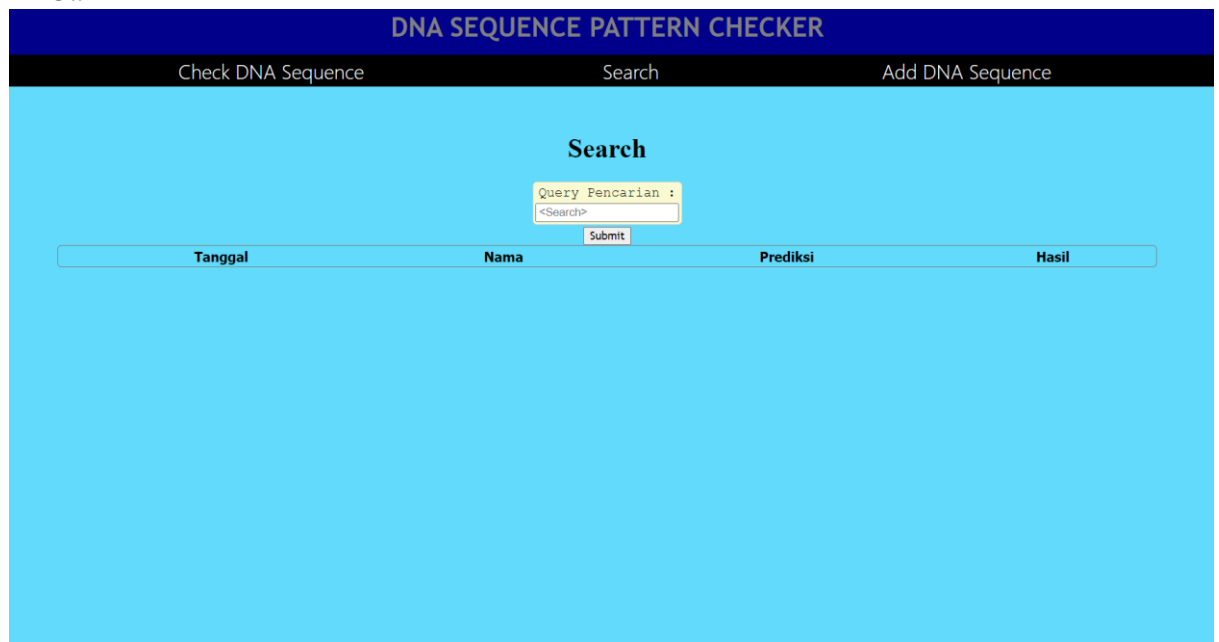 DNA SEQUENCE PATTERN CHECKER
Check DNA Sequence Search Add DNA Sequence
Search
Query Pencarian :
<Search>
Submit
Tanggal Nama Prediksi Hasil